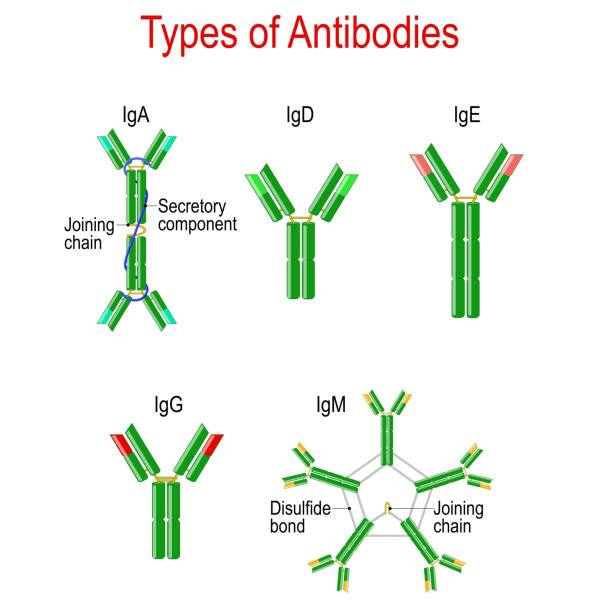 Types of Antibodies
IgA
IgD
IgE
Secretory
component
Joining
chain
IgG
IgM
Disulfide
bond
Joining
chain